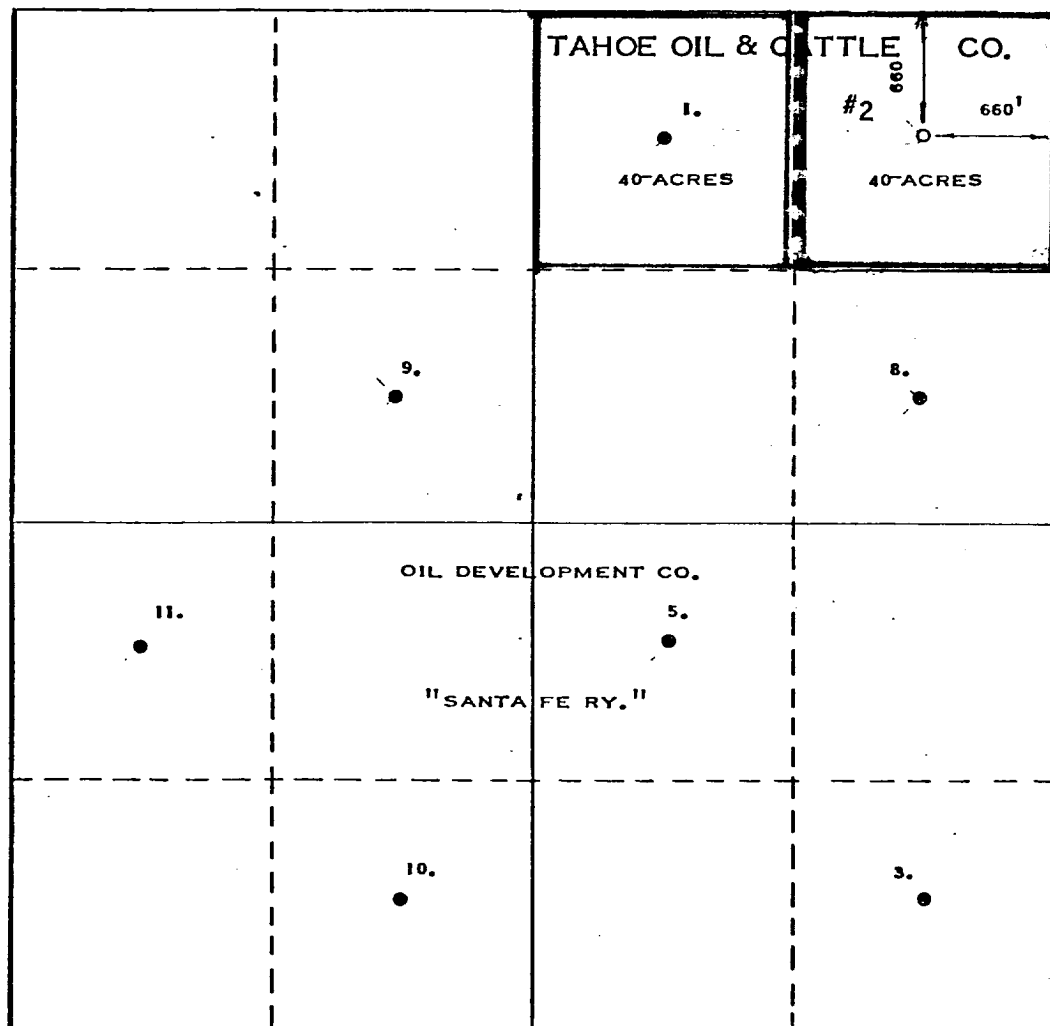 TAHOE OIL & CATTLE CO.
660
1.
#2
660'
40-ACRES
40-ACRES
9.
8.
OIL DEVELOPMENT CO.
11.
5.
"SANTA FE RY."
10.
3.